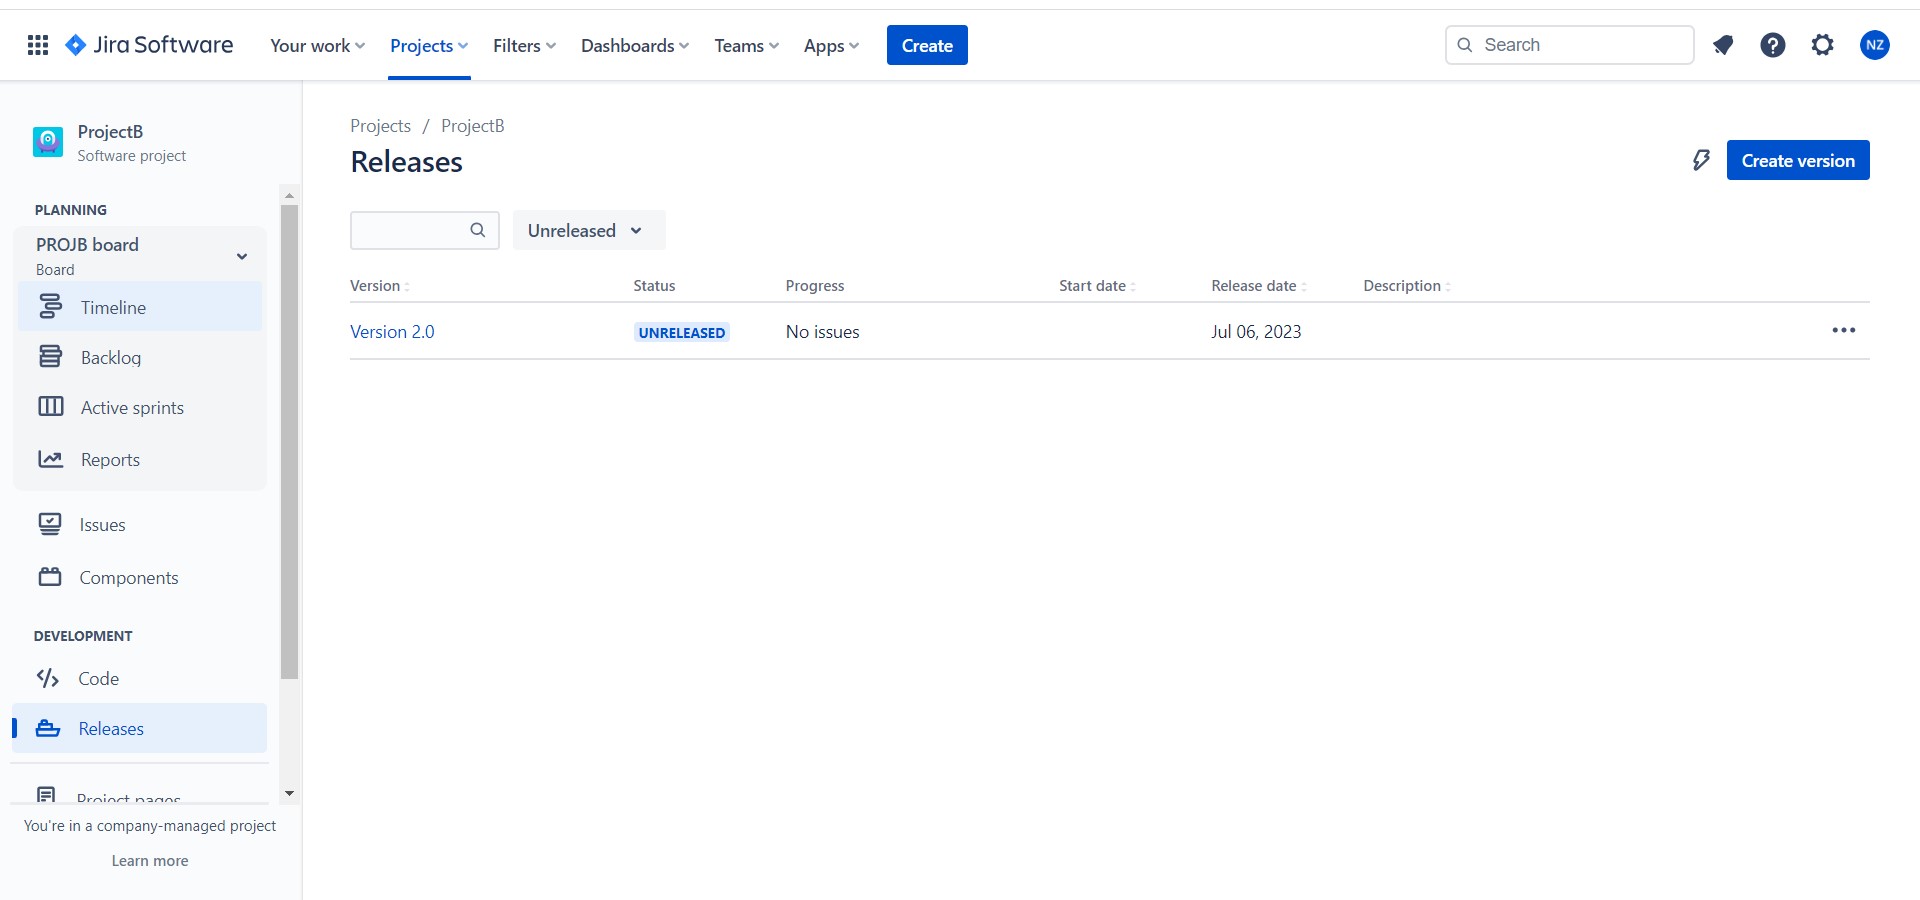 Jira Software
Your work
Projects
Filters
Dashboards
Teams
Apps
Create
Search
NZ
ProjectB
Software project
PLANNING
PROJB board
Board
Timeline
Backlog
Active sprints
Reports
Issues
Components
DEVELOPMENT
Code
Releases
Project pages
You're in a company-managed project
Learn more
Projects / ProjectB
Releases
Create version
Unreleased
Version Status Progress Start date Release date Description
Version 2.0 UNRELEASED No issues Jul 06, 2023